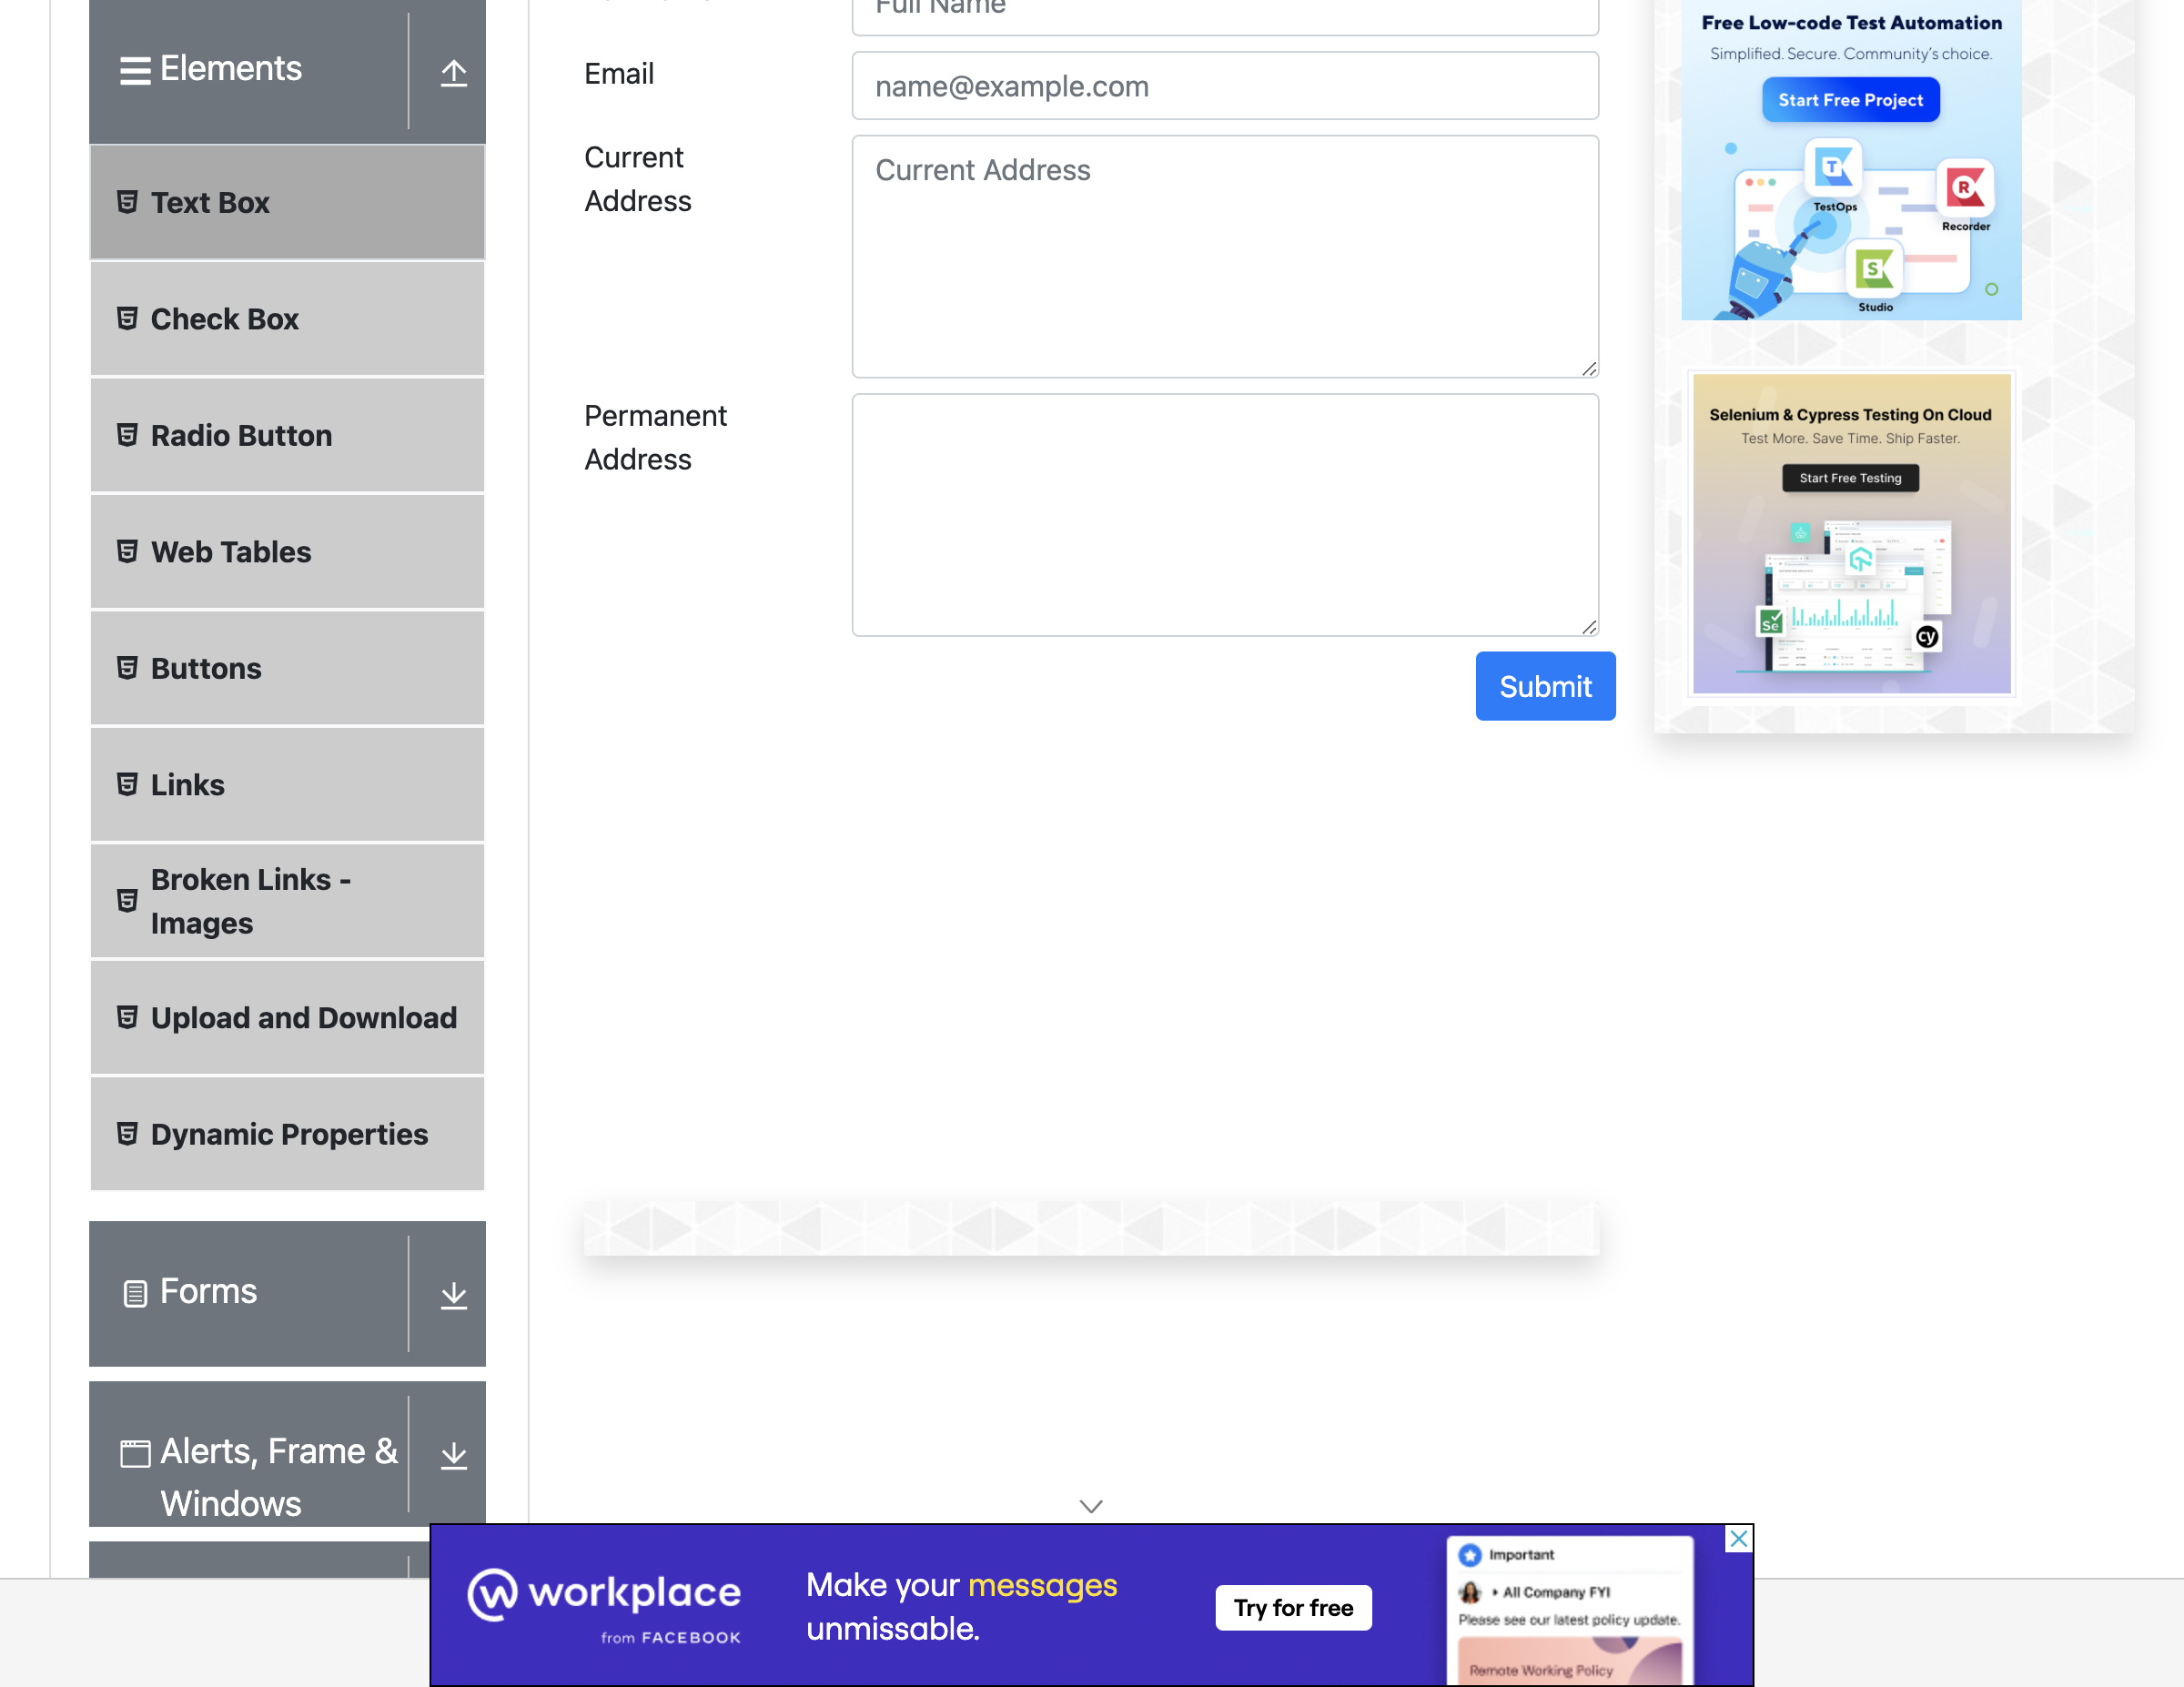 Elements
Text Box
Check Box
Radio Button
Web Tables
Buttons
Links
Broken Links -
Images
Upload and Download
Dynamic Properties
Forms
Alerts, Frame &
Windows
Full Name
Email
name@example.com
Current
Address
Current Address
Permanent
Address
Submit
Free Low-code Test Automation
Simplified. Secure. Community's choice.
Start Free Project
T
TestOps
R
Recorder
S
Studio
Selenium & Cypress Testing On Cloud
Test More. Save Time. Ship Faster.
Start Free Testing
Se
cy
workplace
from FACEBOOK
Make your messages
unmissable.
Try for free
Important
All Company FYI
Please see our latest policy update.
Remote Working Policy